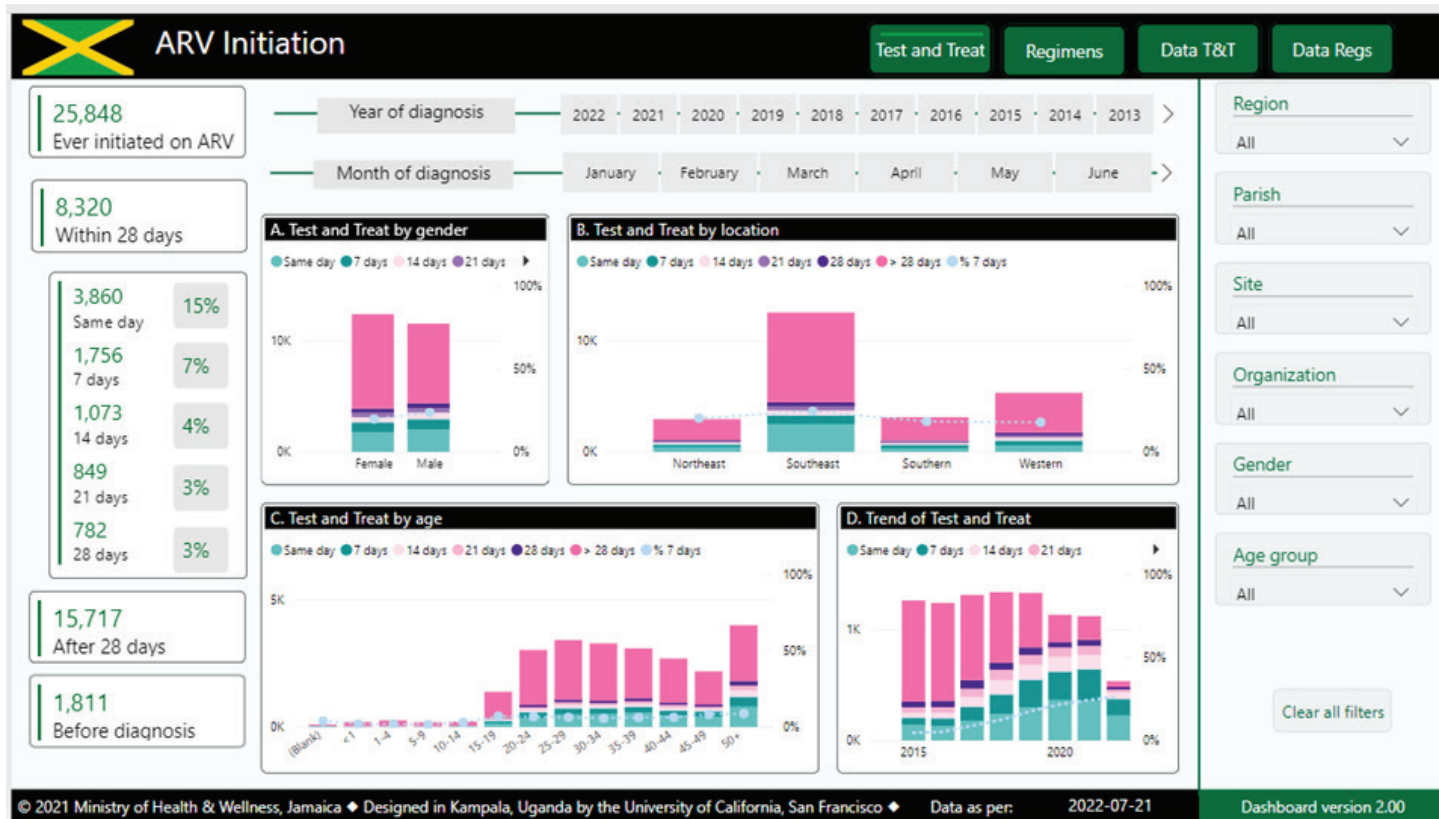 ARV Initiation
Test and Treat
Regimens
Data T&T
Data Regs
25,848
Ever initiated on ARV
8,320
Within 28 days
3,860
Same day
15%
1,756
7 days
7%
1,073
14 days
4%
849
21 days
3%
782
28 days
3%
15,717
After 28 days
1,811
Before diagnosis
Year of diagnosis
2022 2021 2020 2019 2018 2017 2016 2015 2014 2013
Month of diagnosis
January February March April May June
A. Test and Treat by gender
Same day 7 days 14 days 21 days
100%
10K
50%
0K
0%
Female Male
B. Test and Treat by location
Same day 7 days 14 days 21 days 28 days > 28 days % 7 days
100%
10K
50%
0K
0%
Northeast Southeast Southern Western
C. Test and Treat by age
Same day 7 days 14 days 21 days 28 days > 28 days % 7 days
100%
5K
50%
0K
0%
(Blank) <1 1-4 5-9 10-14 15-19 20-24 25-29 30-34 35-39 40-44 45-49 50+
D. Trend of Test and Treat
Same day 7 days 14 days 21 days
100%
1K
50%
0K
0%
2015 2020
Region
All
Parish
All
Site
All
Organization
All
Gender
All
Age group
All
Clear all filters
© 2021 Ministry of Health & Wellness, Jamaica ◆ Designed in Kampala, Uganda by the University of California, San Francisco ◆ Data as per: 2022-07-21
Dashboard version 2.00